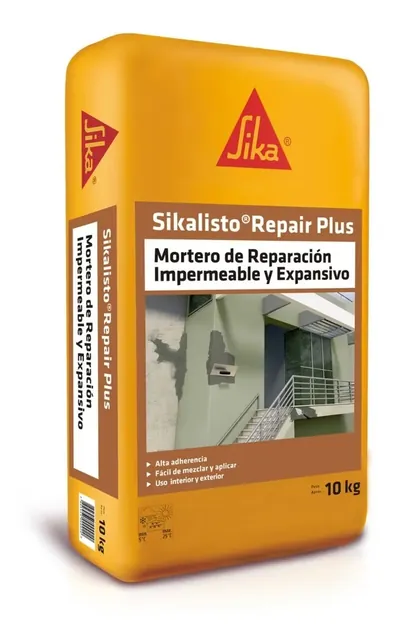 Sika®
Sika®
Sikalisto® Repair Plus
Mortero de Reparación
Impermeable y Expansivo
Sikalisto® Repair Plus
Mortero de Reparación
Impermeable y Expansivo
▸ Alta adherencia
▸ Fácil de mezclar y aplicar
▸ Uso interior y exterior
10 kg
10 kg
5°C